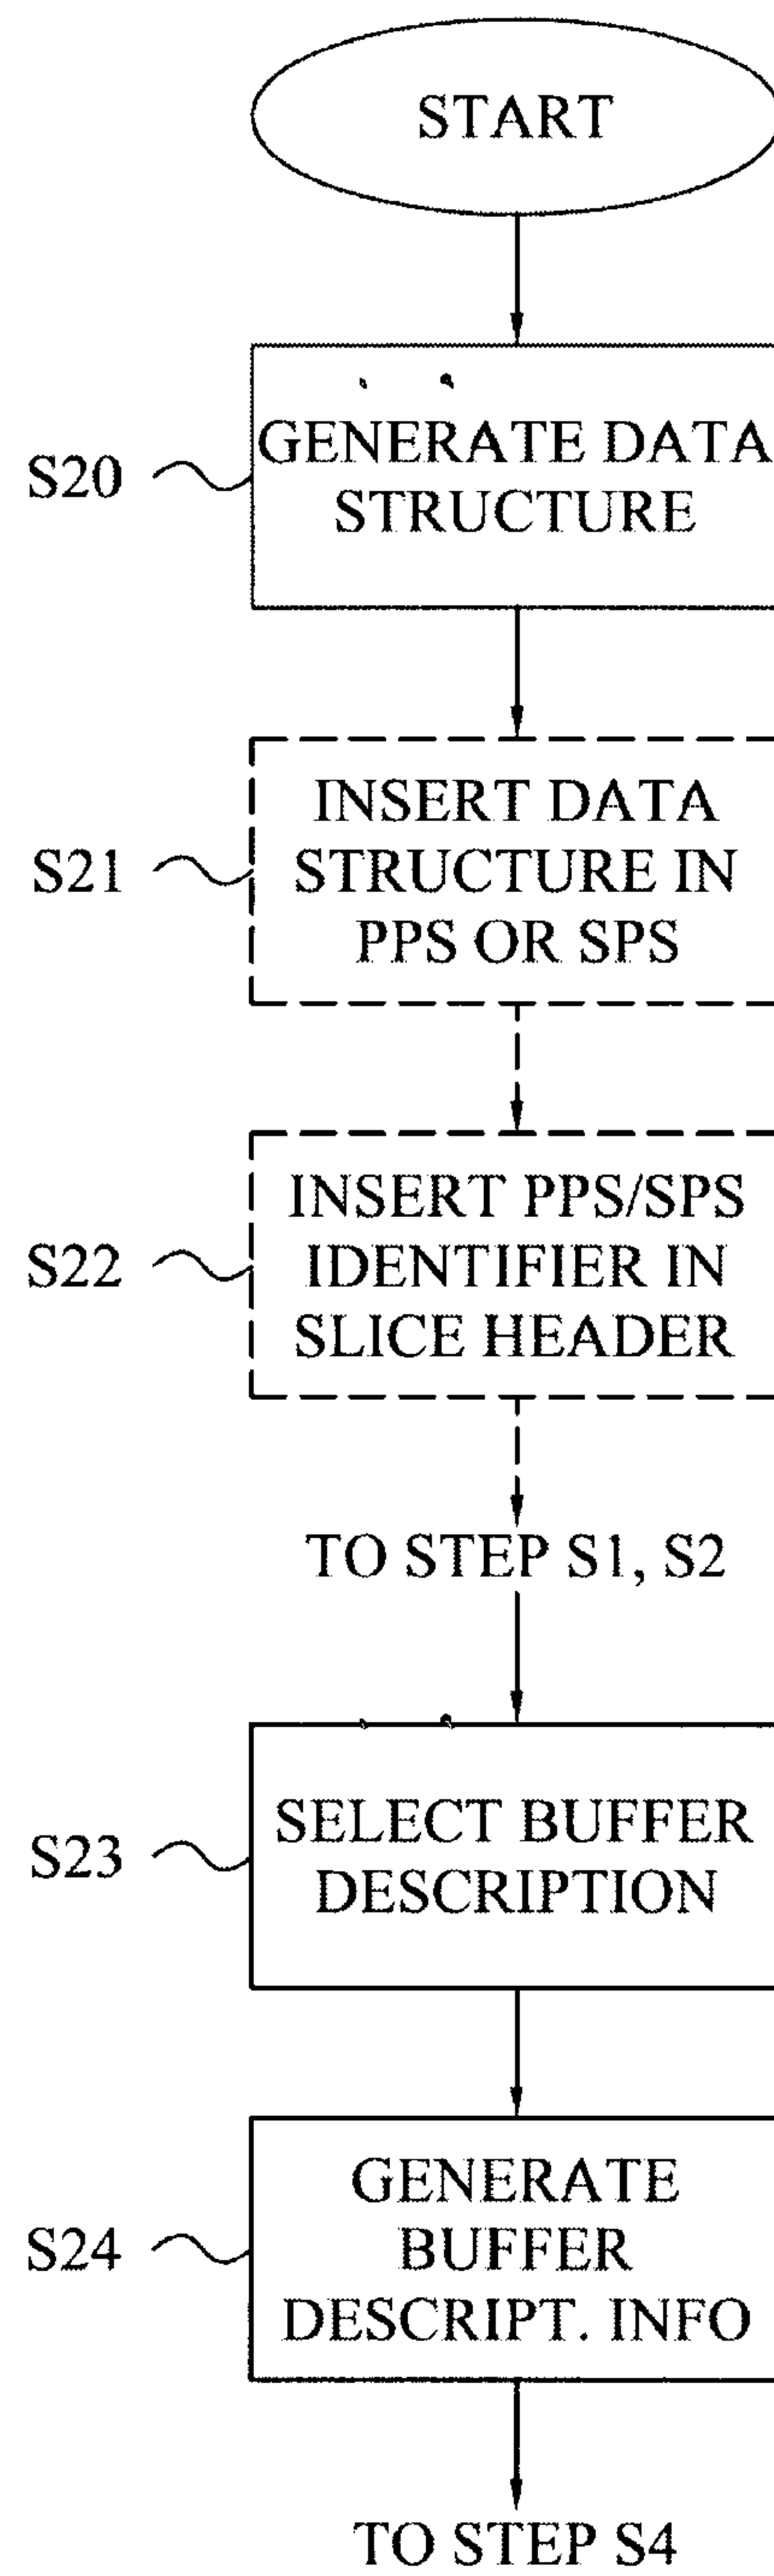 START
S20
GENERATE DATA
STRUCTURE
S21
INSERT DATA
STRUCTURE IN
PPS OR SPS
S22
INSERT PPS/SPS
IDENTIFIER IN
SLICE HEADER
TO STEP S1, S2
S23
SELECT BUFFER
DESCRIPTION
S24
GENERATE
BUFFER
DESCRIPT. INFO
TO STEP S4